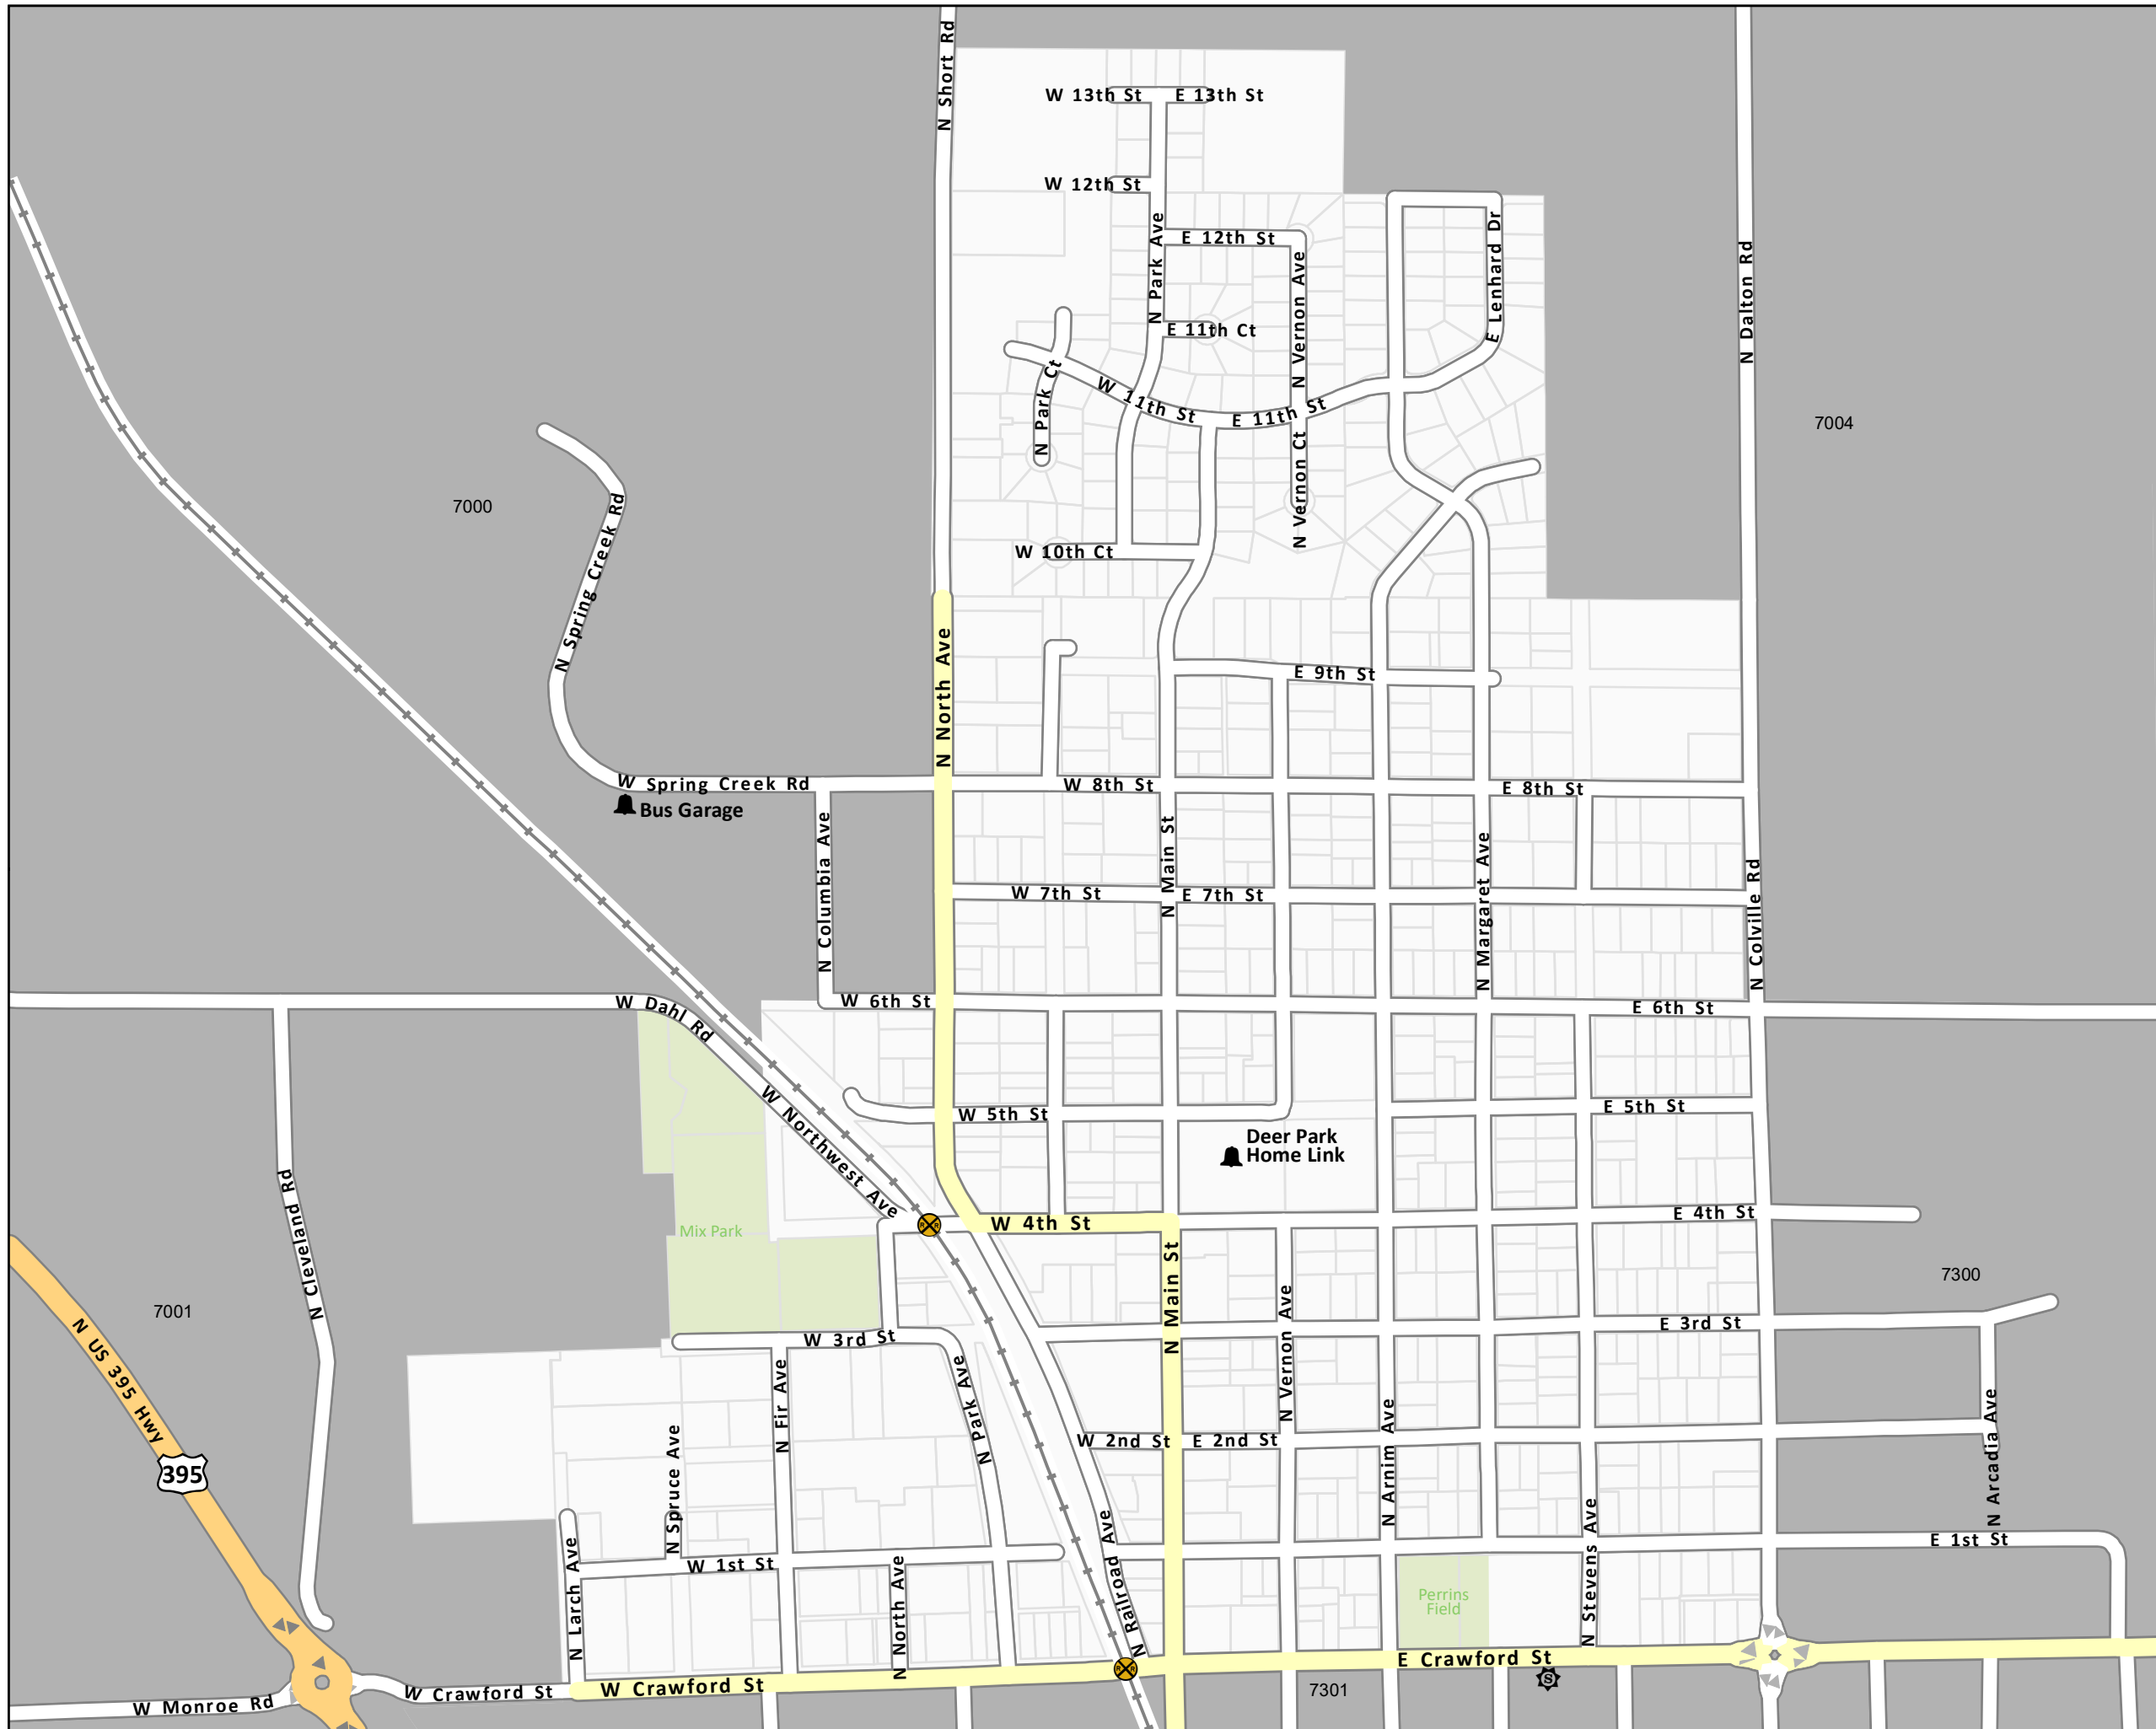 N Short Rd
W 13th St
E 13th St
W 12th St
N Park Ave
E 12th St
E Lenhard Dr
N Dalton Rd
N Vernon Ave
E 11th Ct
N Park Ct
W 11th St
E 11th St
7004
N Vernon Ct
7000
N Spring Creek Rd
W 10th Ct
N North Ave
E 9th St
W Spring Creek Rd
W 8th St
E 8th St
Bus Garage
N Columbia Ave
N Main St
N Margaret Ave
N Colville Rd
W 7th St
E 7th St
W Dahl Rd
W 6th St
E 6th St
W Northwest Ave
W 5th St
E 5th St
Deer Park
Home Link
N Cleveland Rd
Mix Park
W 4th St
E 4th St
N Main St
7300
7001
N US 395 Hwy
W 3rd St
E 3rd St
N Vernon Ave
N Fir Ave
N Park Ave
N Arnim Ave
N Arcadia Ave
N Spruce Ave
W 2nd St
E 2nd St
395
N Larch Ave
W 1st St
N North Ave
N Railroad Ave
N Stevens Ave
E 1st St
Perrins
Field
E Crawford St
S
W Monroe Rd
W Crawford St
W Crawford St
7301